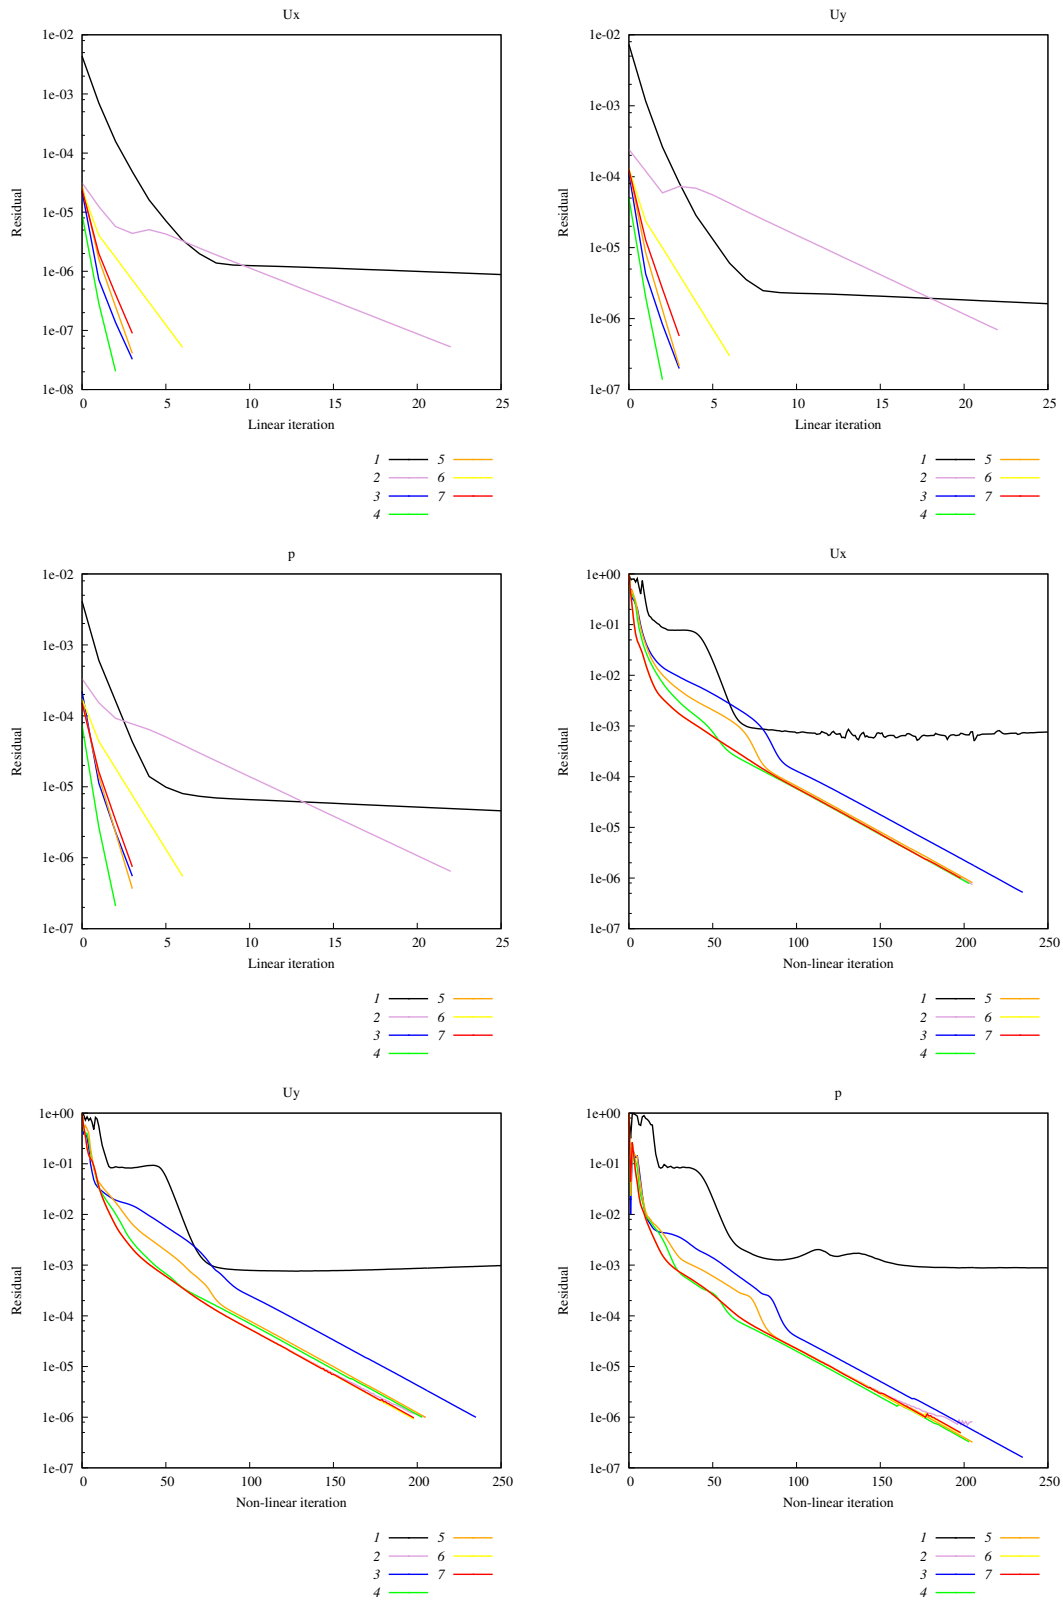 Ux
1e-02
1e-03
1e-04
1e-05
1e-06
1e-07
1e-08
Residual
0 5 10 15 20 25
Linear iteration
1 5
2 6
3 7
4
Uy
1e-02
1e-03
1e-04
1e-05
1e-06
1e-07
Residual
0 5 10 15 20 25
Linear iteration
1 5
2 6
3 7
4
p
1e-02
1e-03
1e-04
1e-05
1e-06
1e-07
Residual
0 5 10 15 20 25
Linear iteration
1 5
2 6
3 7
4
Ux
1e+00
1e-01
1e-02
1e-03
1e-04
1e-05
1e-06
1e-07
Residual
0 50 100 150 200 250
Non-linear iteration
1 5
2 6
3 7
4
Uy
1e+00
1e-01
1e-02
1e-03
1e-04
1e-05
1e-06
1e-07
Residual
0 50 100 150 200 250
Non-linear iteration
1 5
2 6
3 7
4
p
1e+00
1e-01
1e-02
1e-03
1e-04
1e-05
1e-06
1e-07
Residual
0 50 100 150 200 250
Non-linear iteration
1 5
2 6
3 7
4